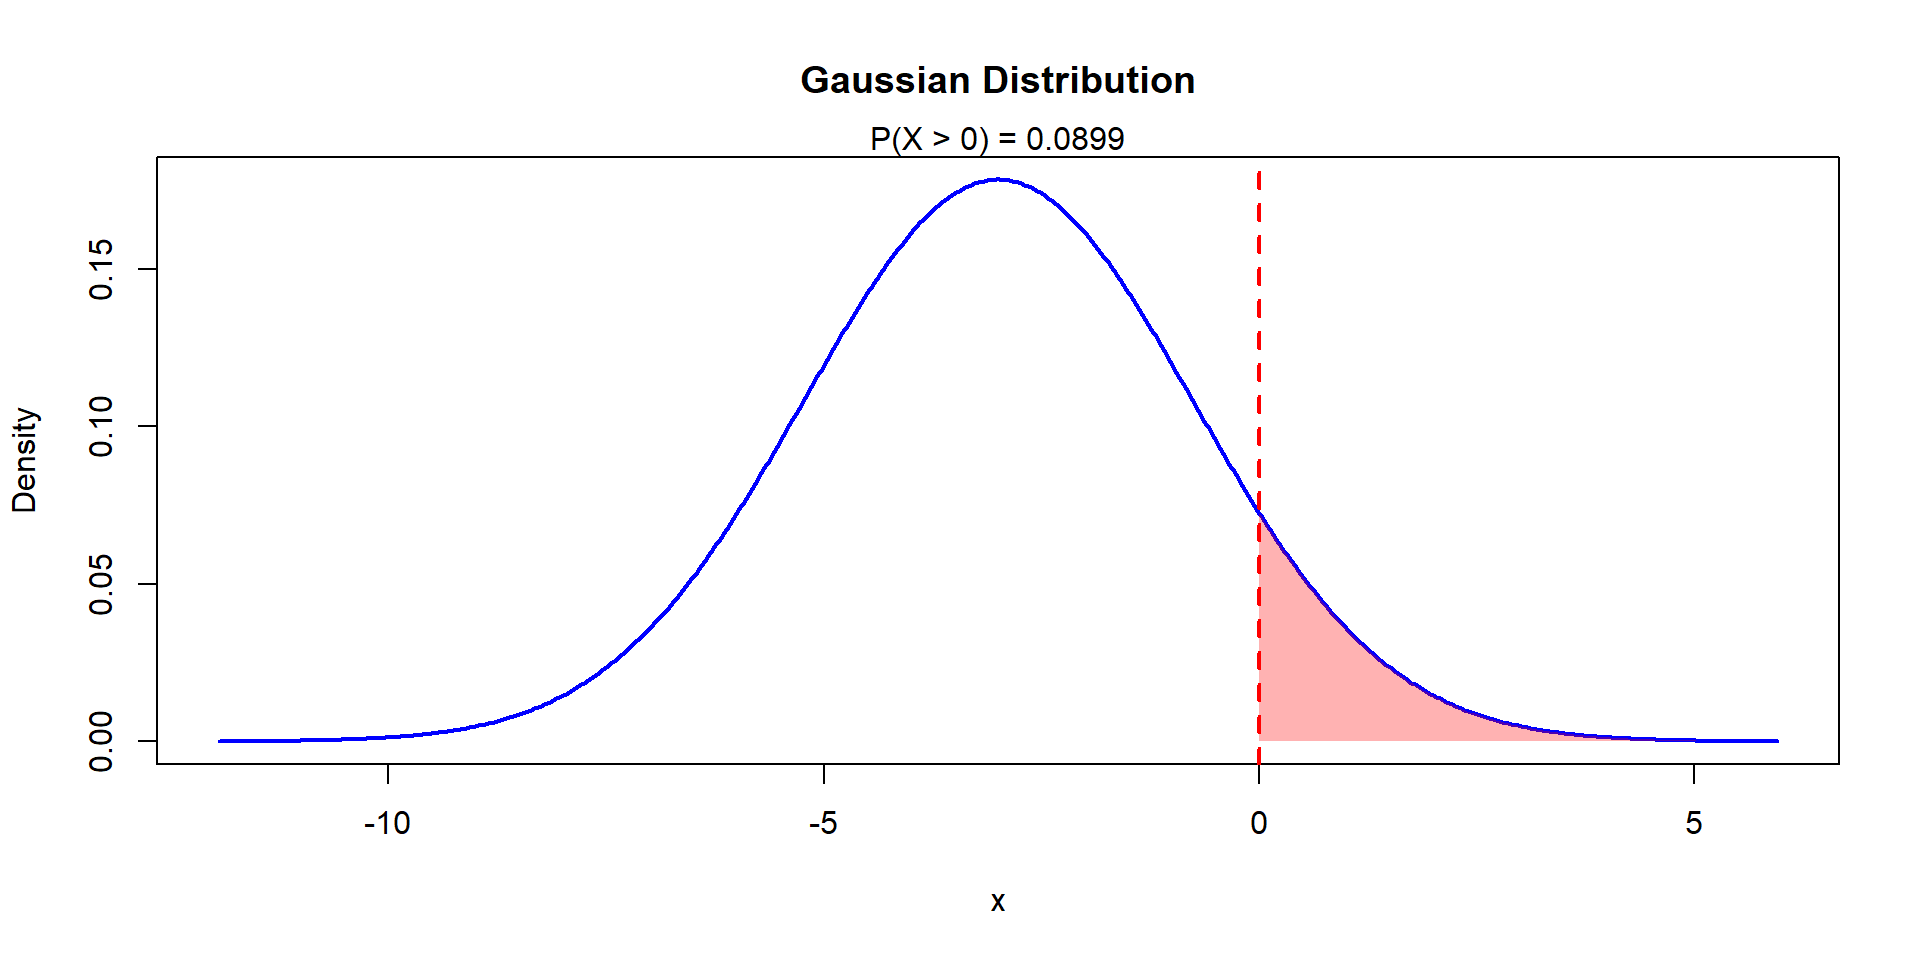 Gaussian Distribution
P(X > 0) = 0.0899
Density
0.15
0.10
0.05
0.00
-10 -5 0 5
x